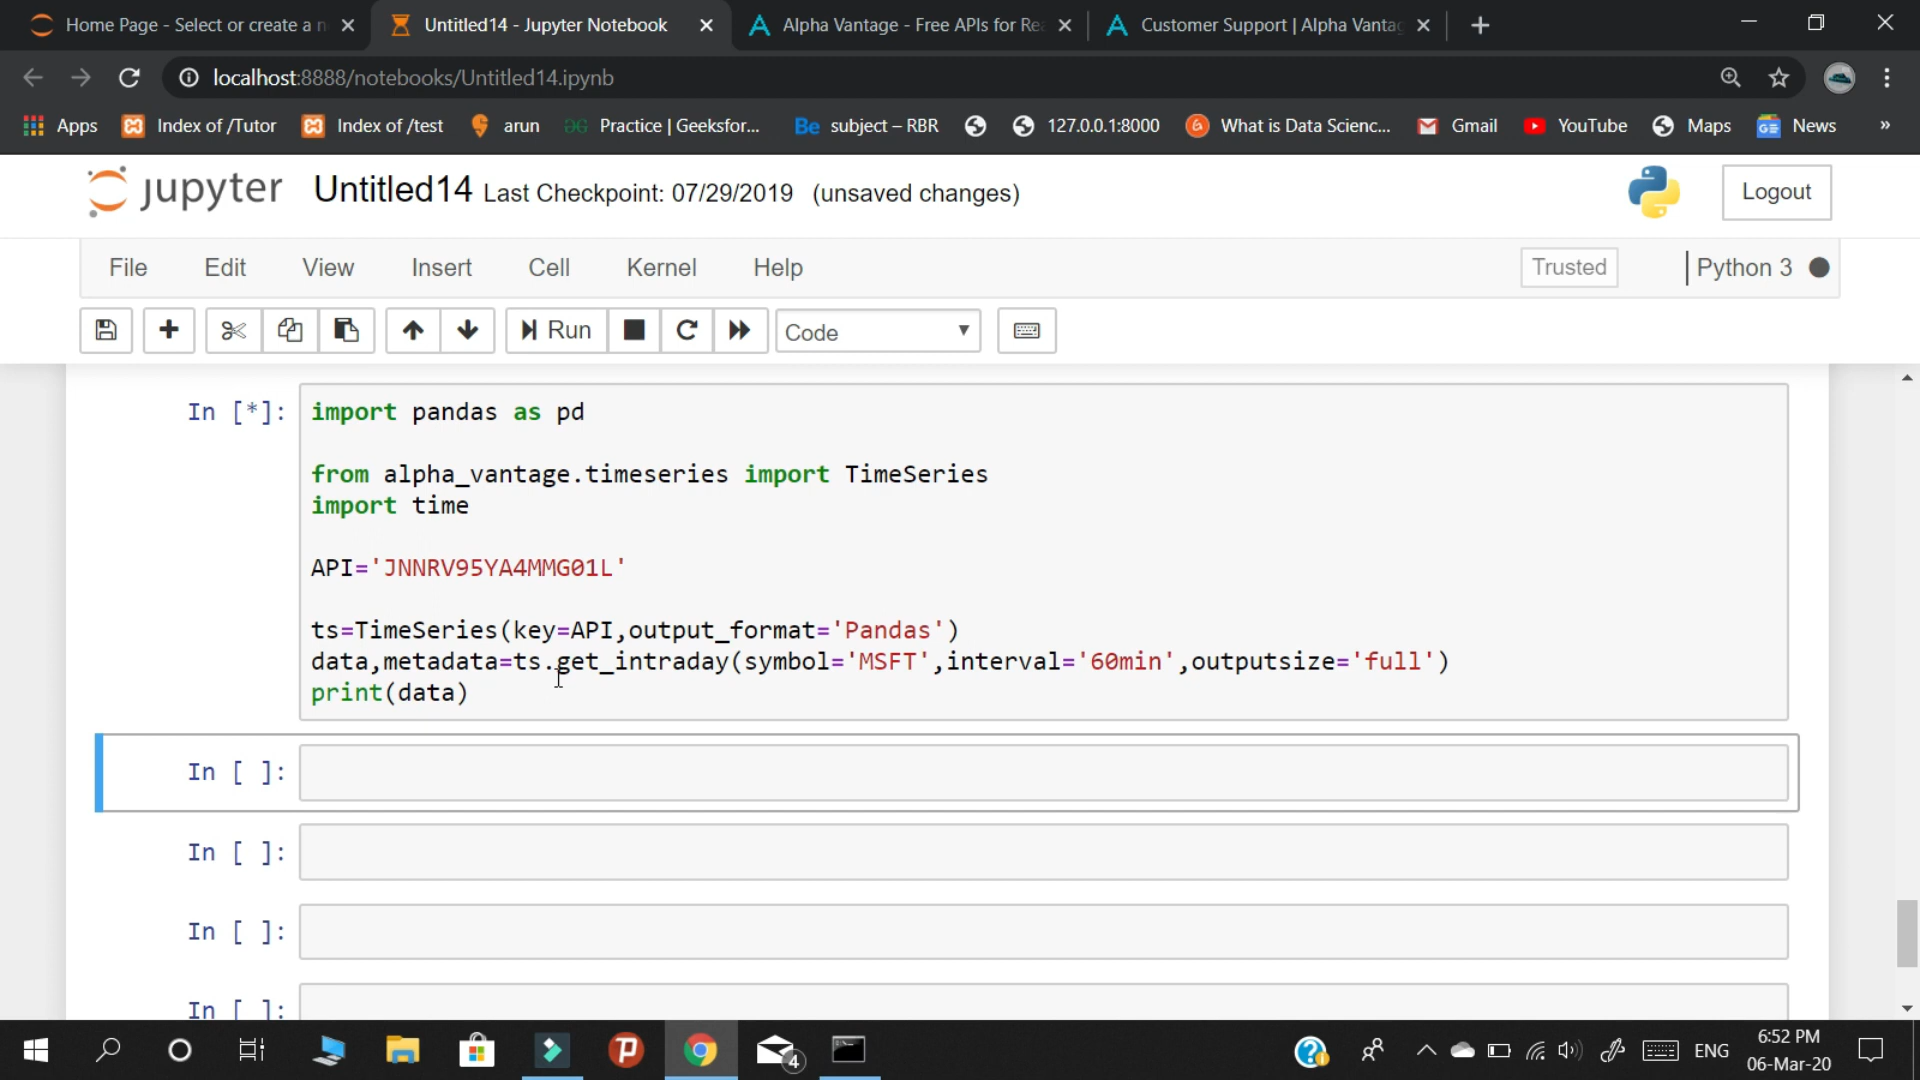 Home Page - Select or create a n
Untitled14 - Jupyter Notebook
Alpha Vantage - Free APIs for Re
Customer Support | Alpha Vantag
localhost:8888/notebooks/Untitled14.ipynb
Apps
Index of /Tutor
Index of /test
arun
Practice | Geeksfor...
Be subject – RBR
127.0.0.1:8000
What is Data Scienc...
Gmail
YouTube
Maps
News
»
jupyter Untitled14 Last Checkpoint: 07/29/2019 (unsaved changes)
Logout
File Edit View Insert Cell Kernel Help
Trusted
Python 3
Run
Code
In [*]:
import pandas as pd
from alpha_vantage.timeseries import TimeSeries
import time
API='JNNRV95YA4MMG01L'
ts=TimeSeries(key=API,output_format='Pandas')
data,metadata=ts.get_intraday(symbol='MSFT',interval='60min',outputsize='full')
print(data)
In [ ]:
In [ ]:
In [ ]:
In [ ]:
4
ENG
6:52 PM
06-Mar-20